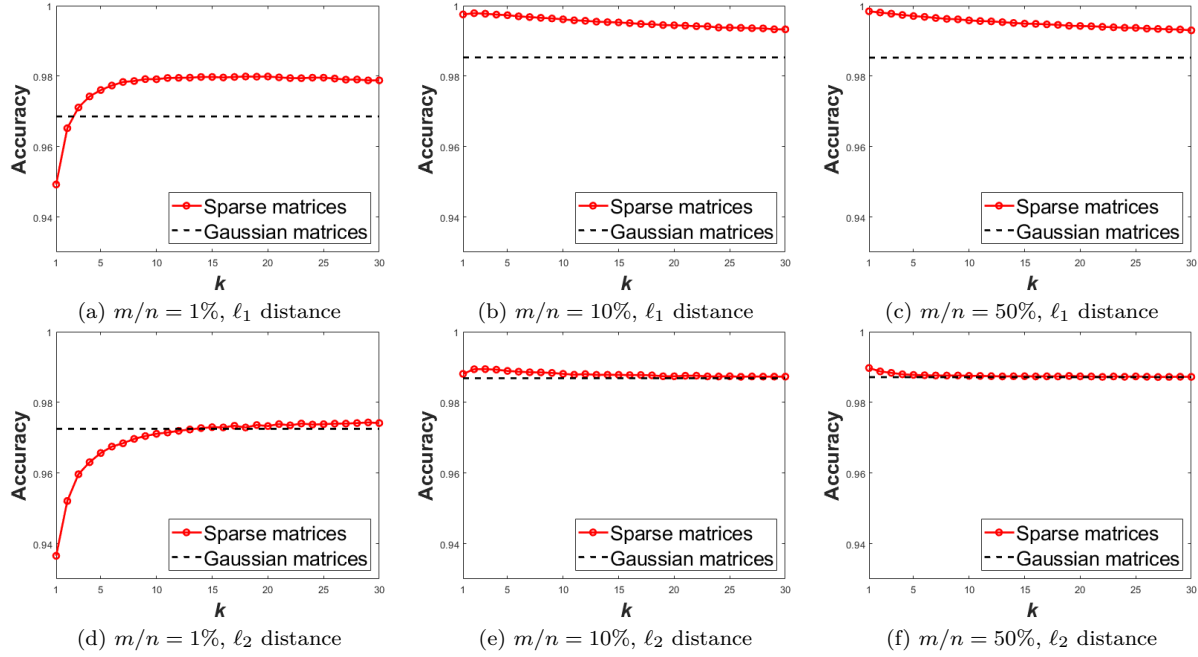 1
0.98
0.96
0.94
Accuracy
Sparse matrices
Gaussian matrices
1 5 10 15 20 25 30
k
(a) m/n = 1%, ℓ1 distance
1
0.98
0.96
0.94
Accuracy
Sparse matrices
Gaussian matrices
1 5 10 15 20 25 30
k
(b) m/n = 10%, ℓ1 distance
1
0.98
0.96
0.94
Accuracy
Sparse matrices
Gaussian matrices
1 5 10 15 20 25 30
k
(c) m/n = 50%, ℓ1 distance
1
0.98
0.96
0.94
Accuracy
Sparse matrices
Gaussian matrices
1 5 10 15 20 25 30
k
(d) m/n = 1%, ℓ2 distance
1
0.98
0.96
0.94
Accuracy
Sparse matrices
Gaussian matrices
1 5 10 15 20 25 30
k
(e) m/n = 10%, ℓ2 distance
1
0.98
0.96
0.94
Accuracy
Sparse matrices
Gaussian matrices
1 5 10 15 20 25 30
k
(f) m/n = 50%, ℓ2 distance